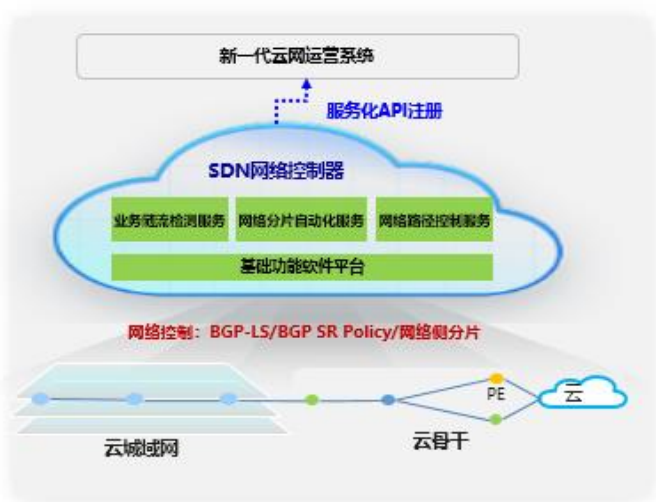 新一代云网运营系统
服务化API注册
SDN网络控制器
业务随流检测服务 网络分片自动化服务 网络路径控制服务
基础功能软件平台
网络控制：BGP-LS/BGP SR Policy/网络侧分片
PE 云
云城域网 云骨干